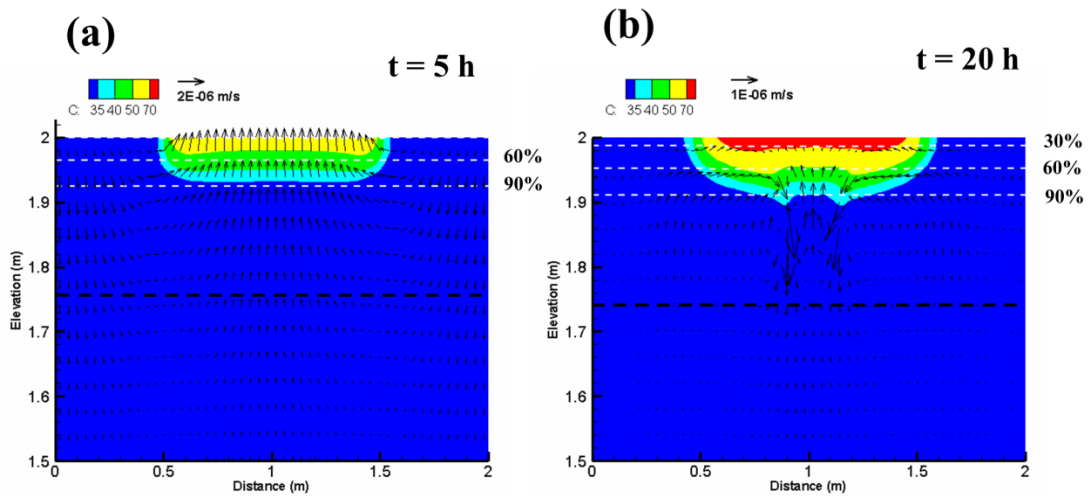 (a)
t = 5 h
2E-06 m/s
C: 35 40 50 70
2
1.9
1.8
1.7
1.6
1.5
Elevation (m)
60%
90%
0
0.5
1
1.5
2
Distance (m)
(b)
t = 20 h
1E-06 m/s
C: 35 40 50 70
2
1.9
1.8
1.7
1.6
1.5
Elevation (m)
30%
60%
90%
0
0.5
1
1.5
2
Distance (m)